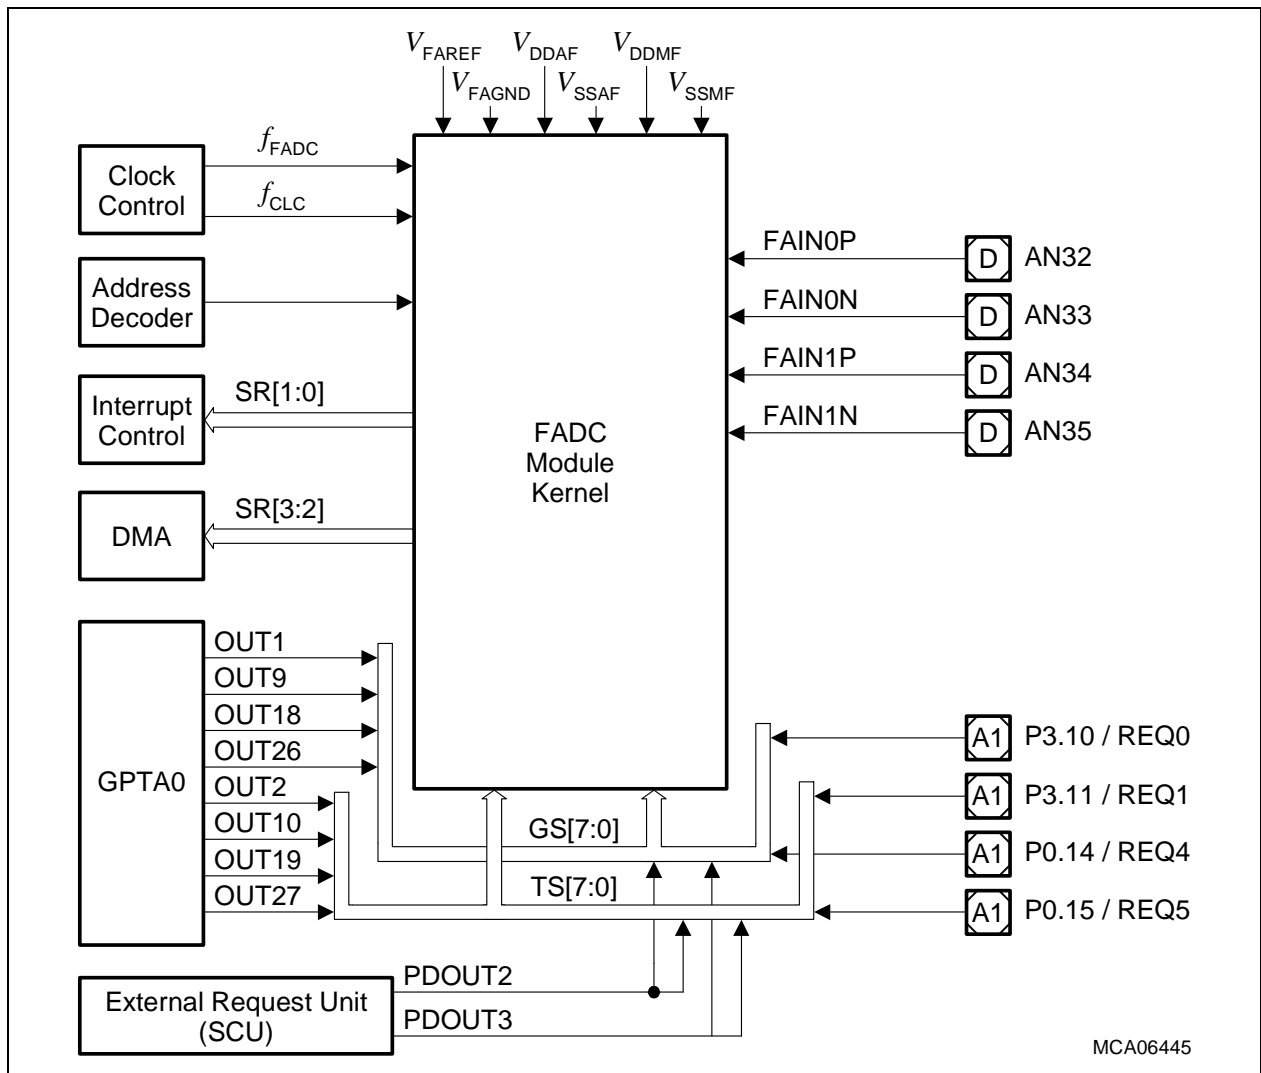 VFAREF VDDAF VDDMF
VFAGND VSSAF VSSMF
Clock
Control
fFADC
fCLC
Address
Decoder
Interrupt
Control
SR[1:0]
DMA
SR[3:2]
FADC
Module
Kernel
FAIN0P
D AN32
FAIN0N
D AN33
FAIN1P
D AN34
FAIN1N
D AN35
GPTA0
OUT1
OUT9
OUT18
OUT26
OUT2
OUT10
OUT19
OUT27
GS[7:0]
TS[7:0]
A1 P3.10 / REQ0
A1 P3.11 / REQ1
A1 P0.14 / REQ4
A1 P0.15 / REQ5
External Request Unit
(SCU)
PDOUT2
PDOUT3
MCA06445